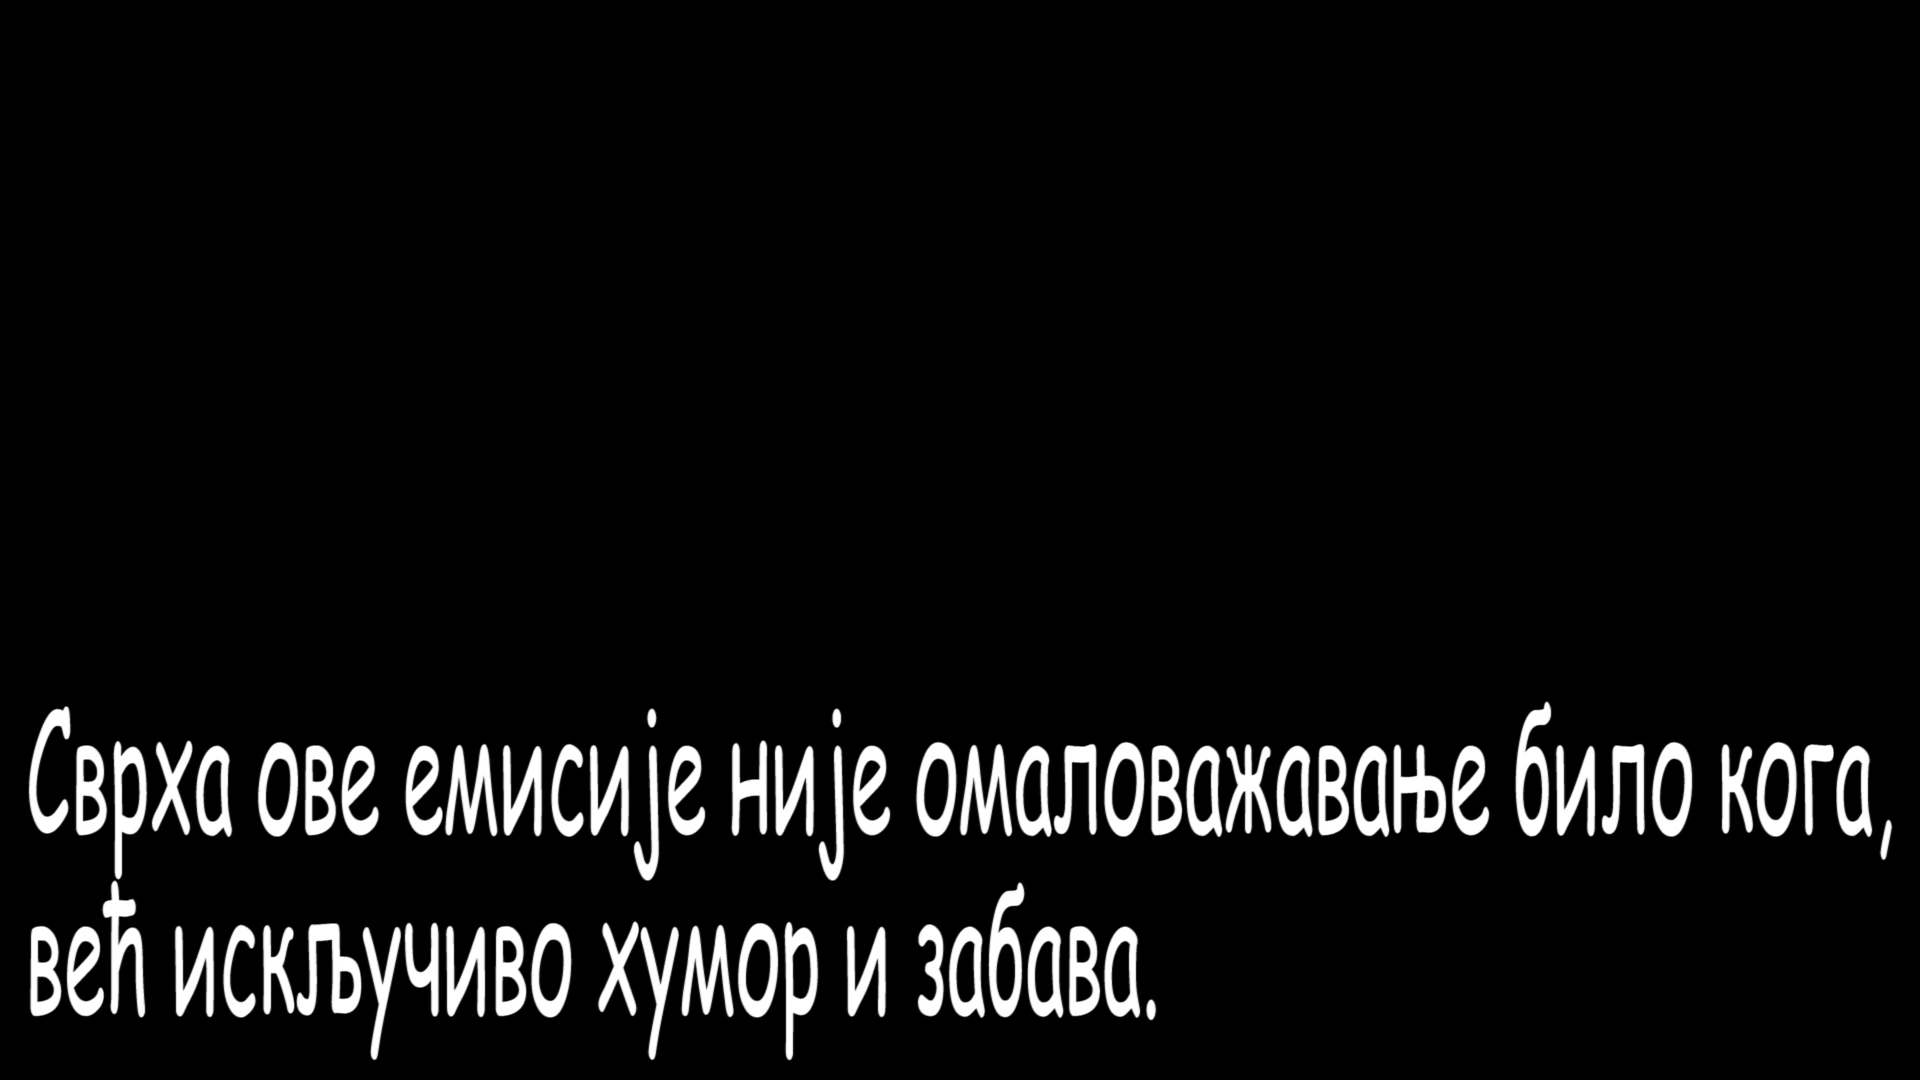 Сврха ове емисије није омаловажавање било кога,
већ искључиво хумор и забава.